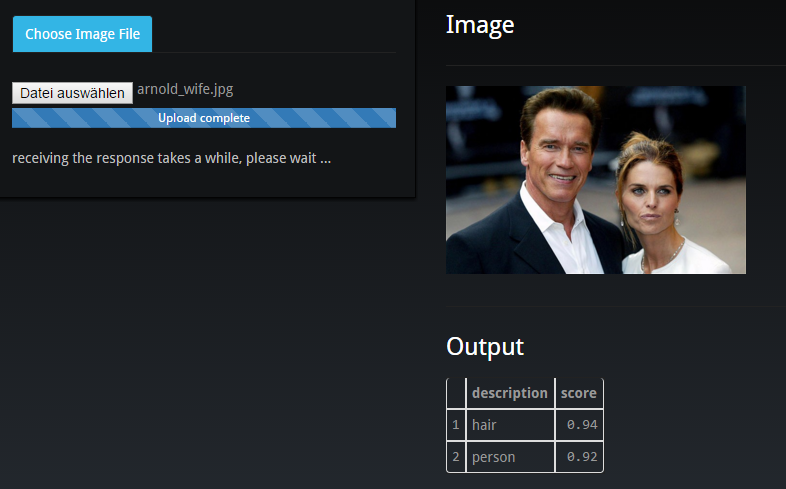 Choose Image File
Datei auswählen arnold_wife.jpg
Upload complete
receiving the response takes a while, please wait ...
Image
Output
description score
1 hair 0.94
2 person 0.92